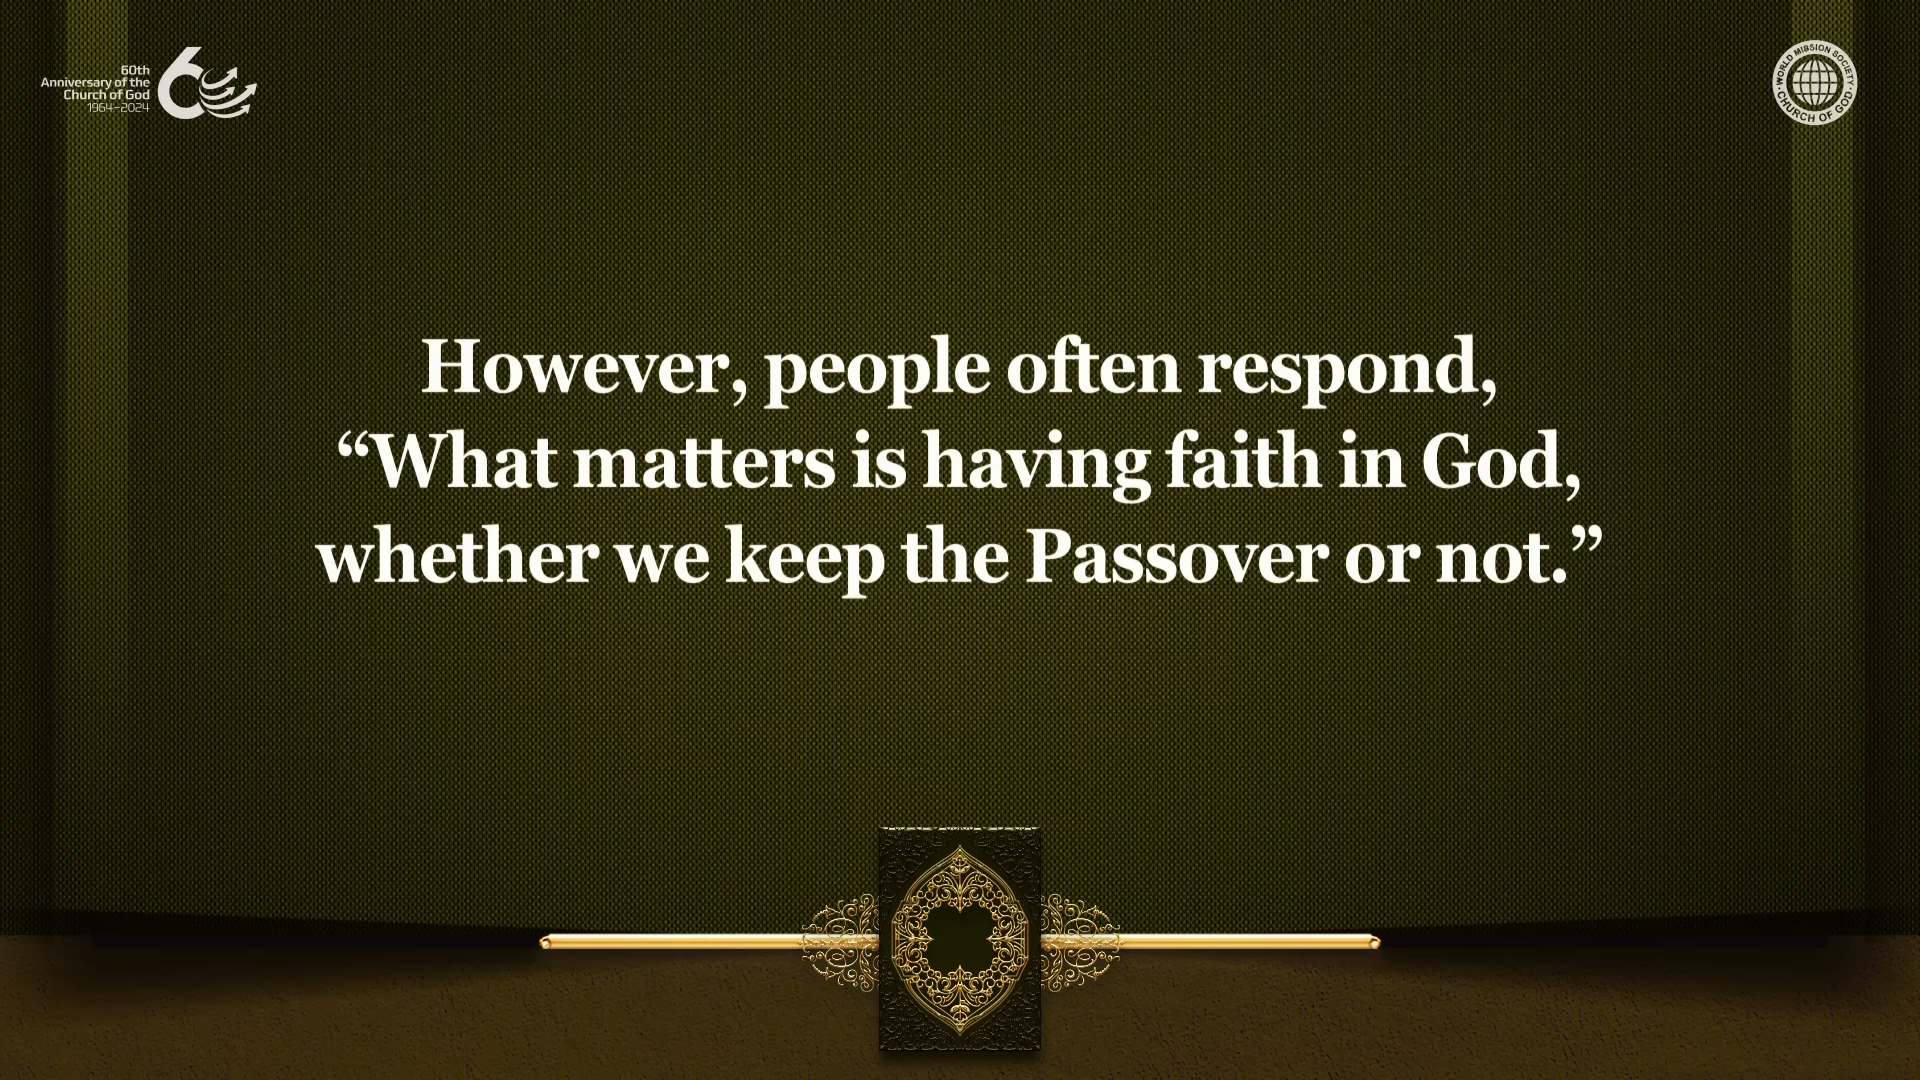 60th
Anniversary of the
Church of God
1964–2024
WORLD MISSION SOCIETY
CHURCH OF GOD
However, people often respond,
“What matters is having faith in God,
whether we keep the Passover or not.”